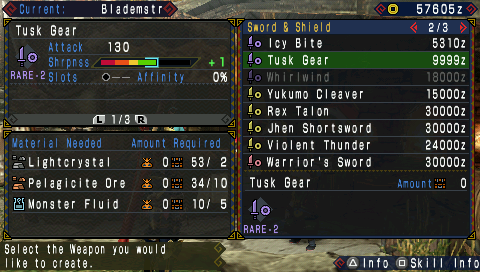 Current: Blademstr
57605z
Tusk Gear
Attack 130
Shrpnss +1
RARE-2 Slots ●-- Affinity 0%
L 1/3 R
Material Needed Amount Required
Lightcrystal 0 53/ 2
Pelagicite Ore 0 34/10
Monster Fluid 0 10/ 5
Select the Weapon you would
like to create.
Sword & Shield 2/3
Icy Bite 5310z
Tusk Gear 9999z
Whirlwind 18000z
Yukumo Cleaver 15000z
Rex Talon 30000z
Jhen Shortsword 30000z
Violent Thunder 24000z
Warrior's Sword 30000z
Tusk Gear Amount 0
RARE-2
Info Skill Info